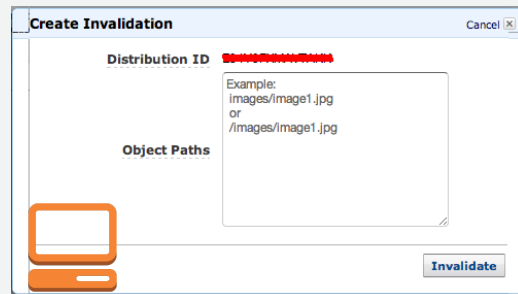 Create Invalidation
Cancel
Distribution ID
Example:
images/image1.jpg
or
/images/image1.jpg
Object Paths
Invalidate